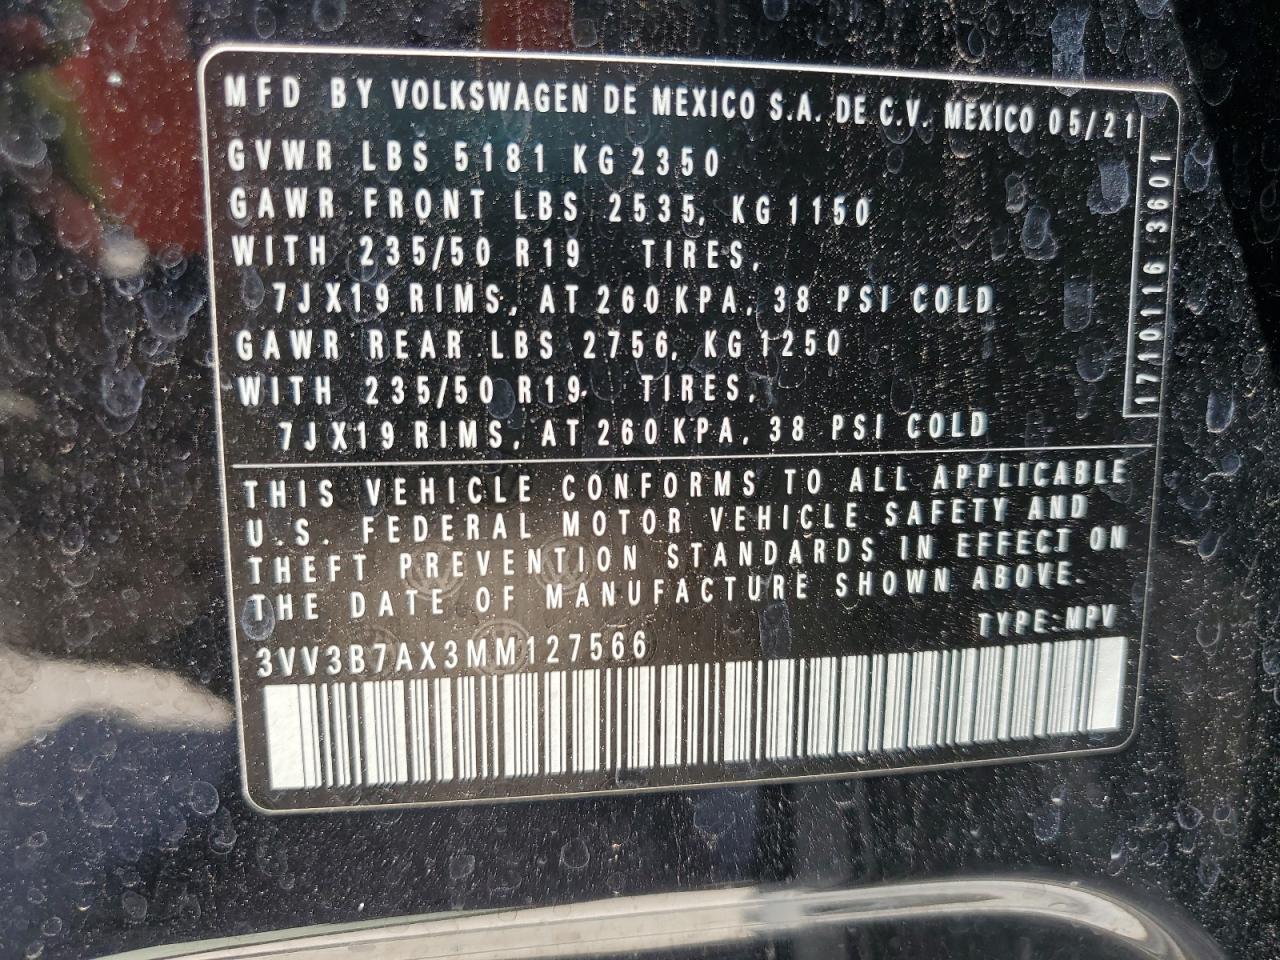 MFD BY VOLKSWAGEN DE MEXICO S.A. DE C.V. MEXICO 05/21
GVWR LBS 5181 KG 2350
GAWR FRONT LBS 2535, KG 1150
WITH 235/50 R19 TIRES,
7JX19 RIMS, AT 260 KPA, 38 PSI COLD
GAWR REAR LBS 2756, KG 1250
WITH 235/50 R19 TIRES,
7JX19 RIMS, AT 260 KPA, 38 PSI COLD
1710116 3601
THIS VEHICLE CONFORMS TO ALL APPLICABLE
U.S. FEDERAL MOTOR VEHICLE SAFETY AND
THEFT PREVENTION STANDARDS IN EFFECT ON
THE DATE OF MANUFACTURE SHOWN ABOVE.
TYPE:MPV
3VV3B7AX3MM127566